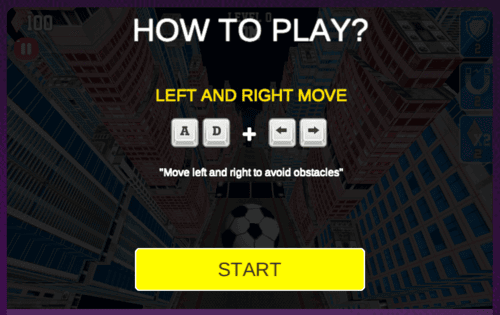 HOW TO PLAY?
100
LEVEL 0
LEFT AND RIGHT MOVE
A D + ← →
"Move left and right to avoid obstacles"
START